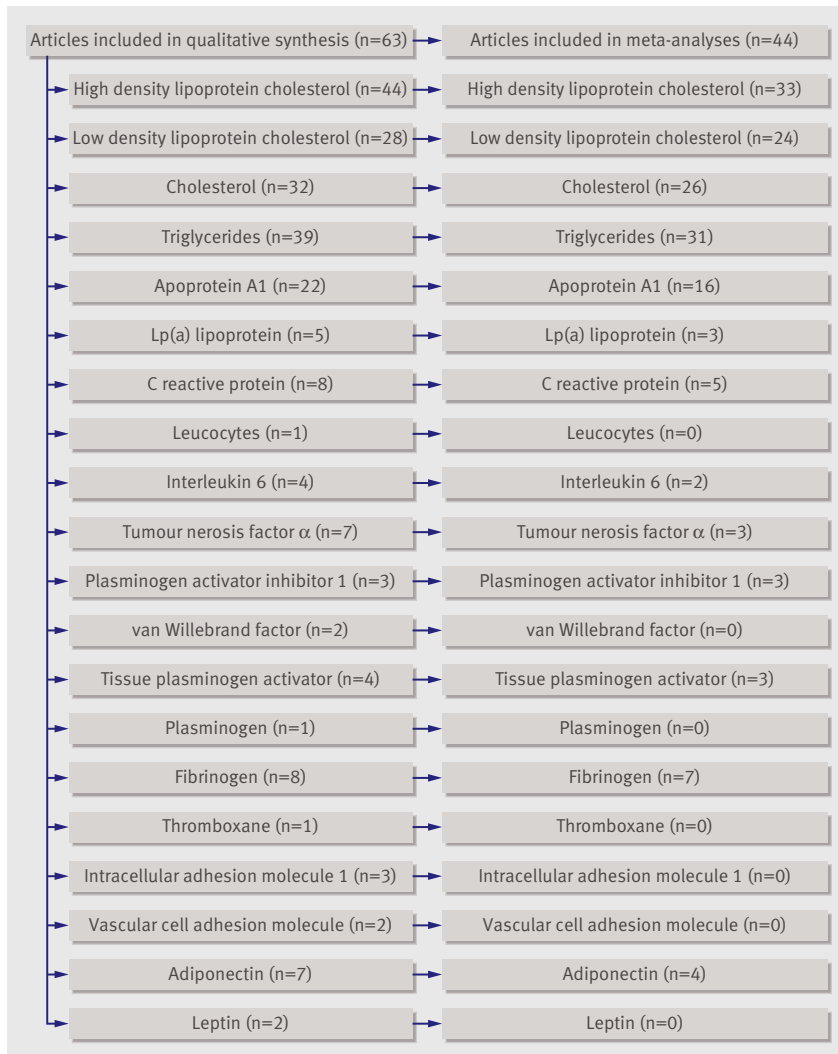 Articles included in qualitative synthesis (n=63) Articles included in meta-analyses (n=44)
High density lipoprotein cholesterol (n=44) High density lipoprotein cholesterol (n=33)
Low density lipoprotein cholesterol (n=28) Low density lipoprotein cholesterol (n=24)
Cholesterol (n=32) Cholesterol (n=26)
Triglycerides (n=39) Triglycerides (n=31)
Apoprotein A1 (n=22) Apoprotein A1 (n=16)
Lp(a) lipoprotein (n=5) Lp(a) lipoprotein (n=3)
C reactive protein (n=8) C reactive protein (n=5)
Leucocytes (n=1) Leucocytes (n=0)
Interleukin 6 (n=4) Interleukin 6 (n=2)
Tumour nerosis factor α (n=7) Tumour nerosis factor α (n=3)
Plasminogen activator inhibitor 1 (n=3) Plasminogen activator inhibitor 1 (n=3)
van Willebrand factor (n=2) van Willebrand factor (n=0)
Tissue plasminogen activator (n=4) Tissue plasminogen activator (n=3)
Plasminogen (n=1) Plasminogen (n=0)
Fibrinogen (n=8) Fibrinogen (n=7)
Thromboxane (n=1) Thromboxane (n=0)
Intracellular adhesion molecule 1 (n=3) Intracellular adhesion molecule 1 (n=0)
Vascular cell adhesion molecule (n=2) Vascular cell adhesion molecule (n=0)
Adiponectin (n=7) Adiponectin (n=4)
Leptin (n=2) Leptin (n=0)